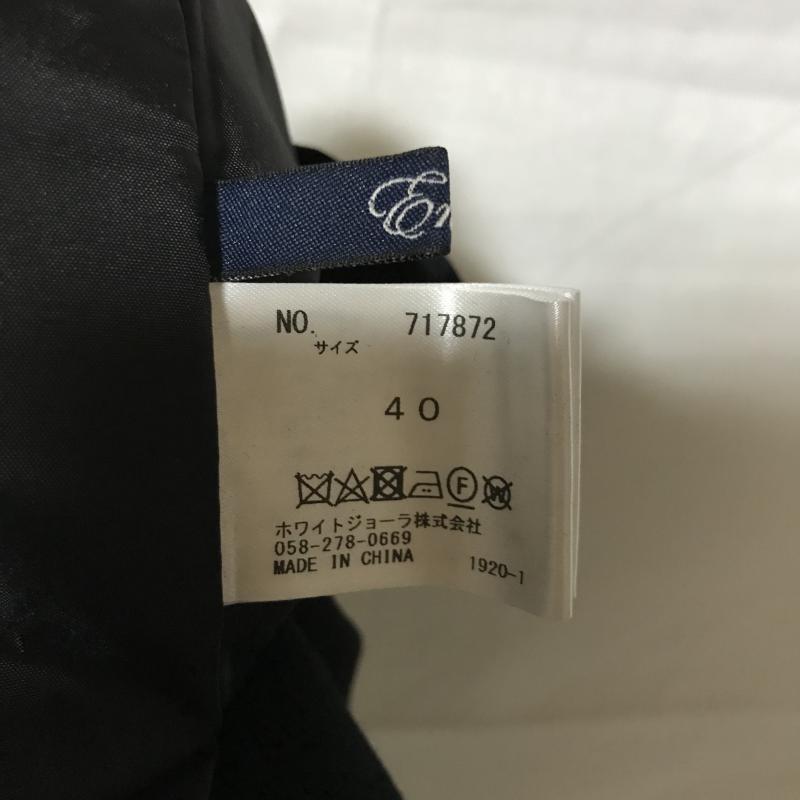 NO. 717872
サイズ
40
F W
ホワイトジョーラ株式会社
058-278-0669
MADE IN CHINA 1920-1